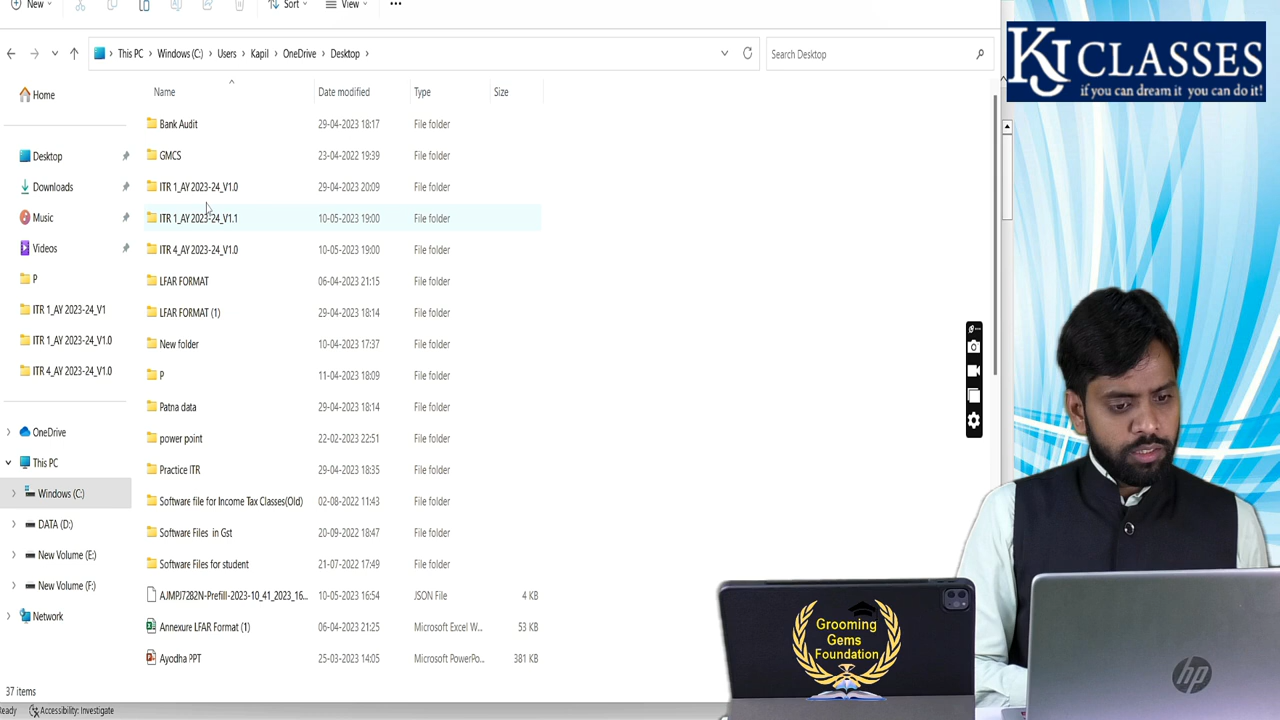 New
Sort
View
This PC
Windows (C:)
Users
Kapil
OneDrive
Desktop
Search Desktop
Name
Date modified
Type
Size
Home
Desktop
Downloads
Music
Videos
P
ITR 1_AY 2023-24_V1
ITR 1_AY 2023-24_V1.0
ITR 4_AY 2023-24_V1.0
OneDrive
This PC
Windows (C:)
DATA (D:)
New Volume (E:)
New Volume (F:)
Network
Bank Audit 29-04-2023 18:17 File folder
GMCS 23-04-2022 19:39 File folder
ITR 1_AY 2023-24_V1.0 29-04-2023 20:09 File folder
ITR 1_AY 2023-24_V1.1 10-05-2023 19:00 File folder
ITR 4_AY 2023-24_V1.0 10-05-2023 19:00 File folder
LFAR FORMAT 06-04-2023 21:15 File folder
LFAR FORMAT (1) 29-04-2023 18:14 File folder
New folder 10-04-2023 17:37 File folder
P 11-04-2023 18:09 File folder
Patna data 29-04-2023 18:14 File folder
power point 22-02-2023 22:51 File folder
Practice ITR 29-04-2023 18:35 File folder
Software file for Income Tax Classes(Old) 02-08-2022 11:43 File folder
Software Files in Gst 20-09-2022 18:47 File folder
Software Files for student 21-07-2022 17:49 File folder
AJMPJ7282N-Prefill-2023-10_41_2023_16... 10-05-2023 16:54 JSON File 4 KB
Annexure LFAR Format (1) 06-04-2023 21:25 Microsoft Excel W... 53 KB
Ayodha PPT 25-03-2023 14:05 Microsoft PowerPo... 381 KB
37 items
Ready
Accessibility: Investigate
KJ CLASSES
if you can dream it you can do it!
Grooming
Gems
Foundation
hp